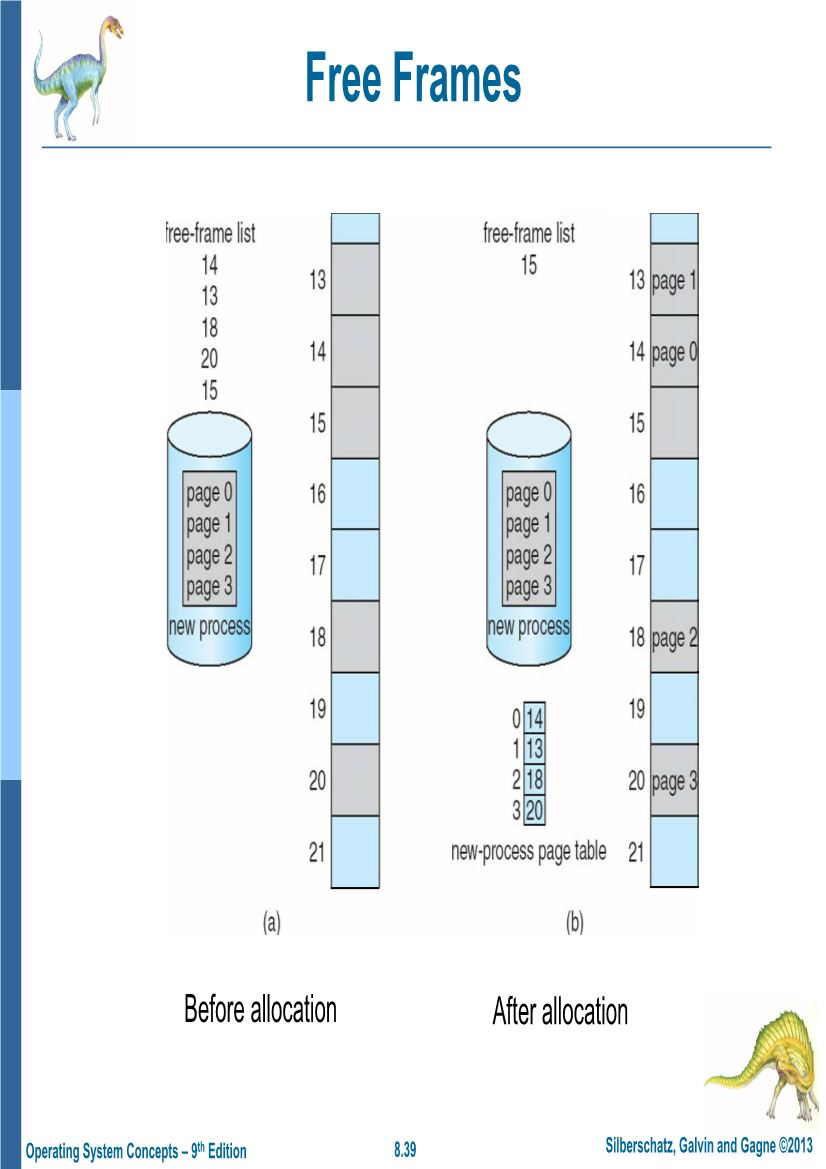 Free Frames
free-frame list
14
13
18
20
15
page 0
page 1
page 2
page 3
new process
13
14
15
16
17
18
19
20
21
(a)
free-frame list
15
page 0
page 1
page 2
page 3
new process
0 14
1 13
2 18
3 20
new-process page table
13 page 1
14 page 0
15
16
17
18 page 2
19
20 page 3
21
(b)
Before allocation
After allocation
Operating System Concepts – 9th Edition
8.39
Silberschatz, Galvin and Gagne ©2013